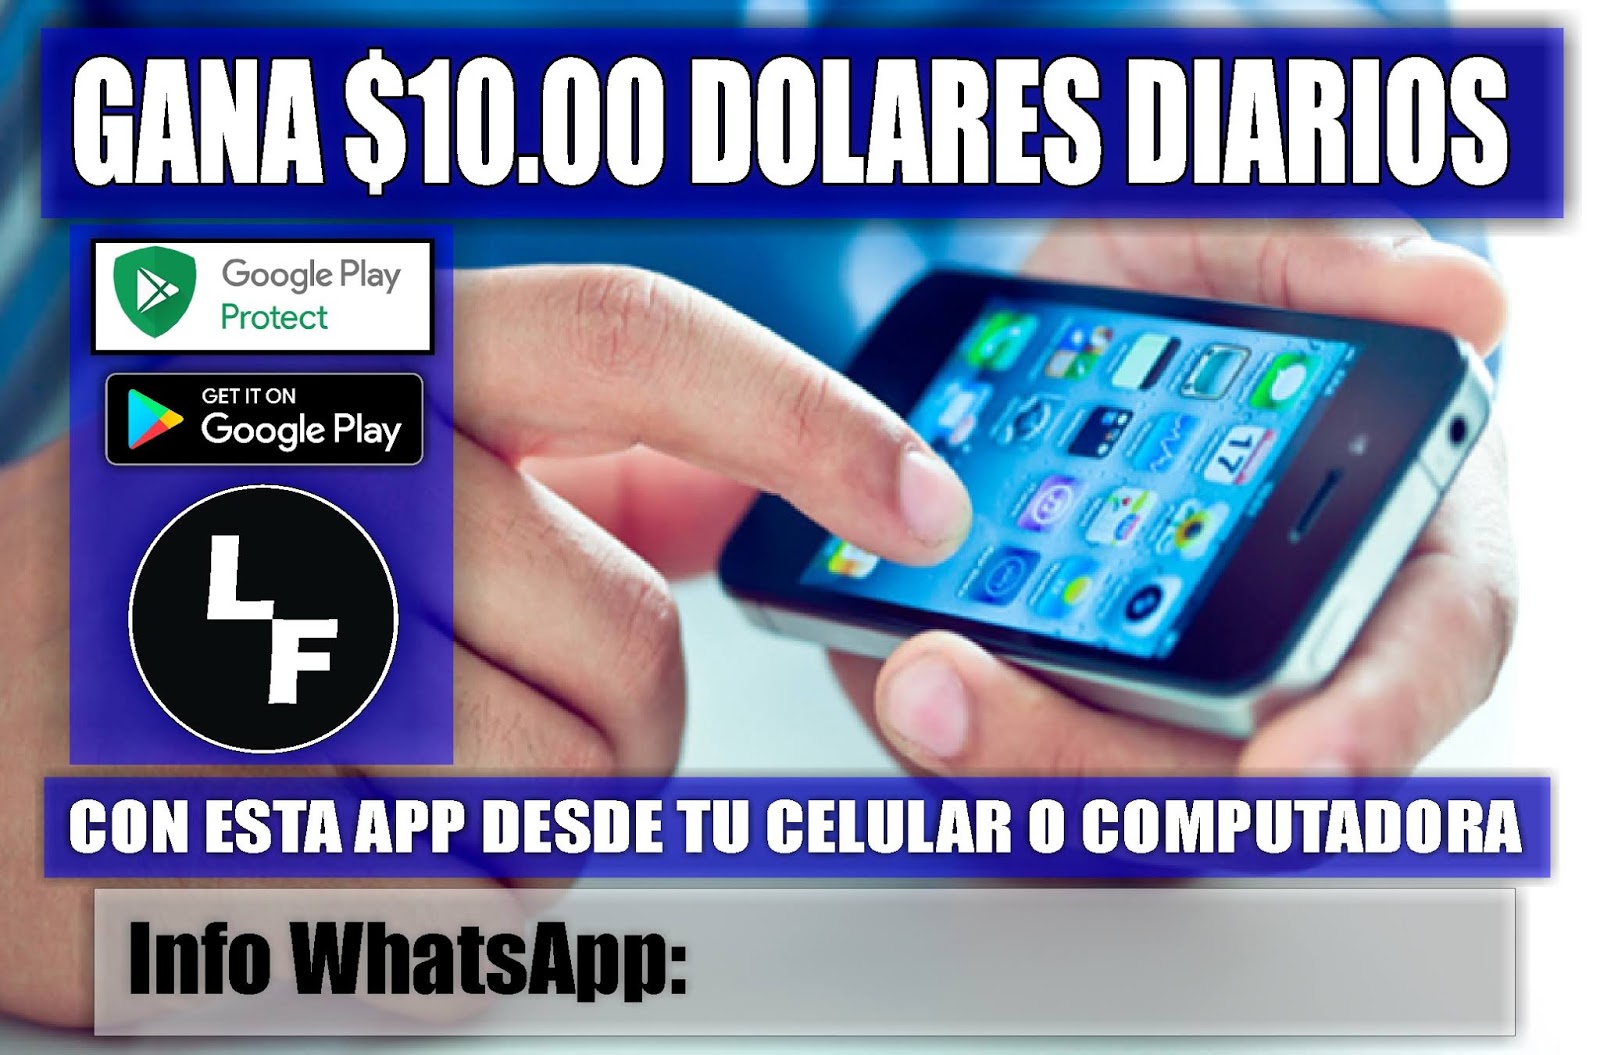 GANA $10.00 DOLARES DIARIOS
Google Play
Protect
GET IT ON
Google Play
LF
17
CON ESTA APP DESDE TU CELULAR O COMPUTADORA
Info WhatsApp: